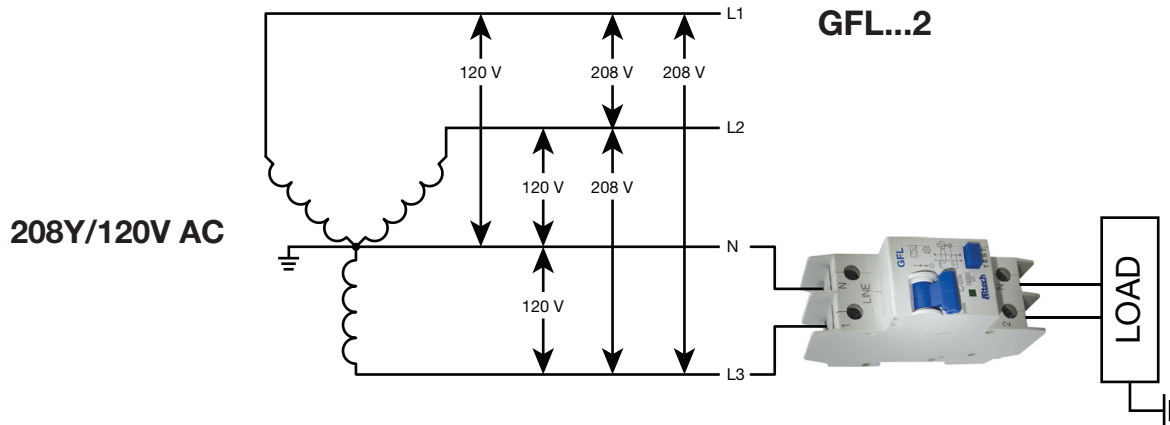 GFL...2
L1
120 V
208 V
208 V
L2
120 V
208 V
208Y/120V AC
N
120 V
L3
GFL
N
LINE
1
Altech
TEST
N
2
LOAD